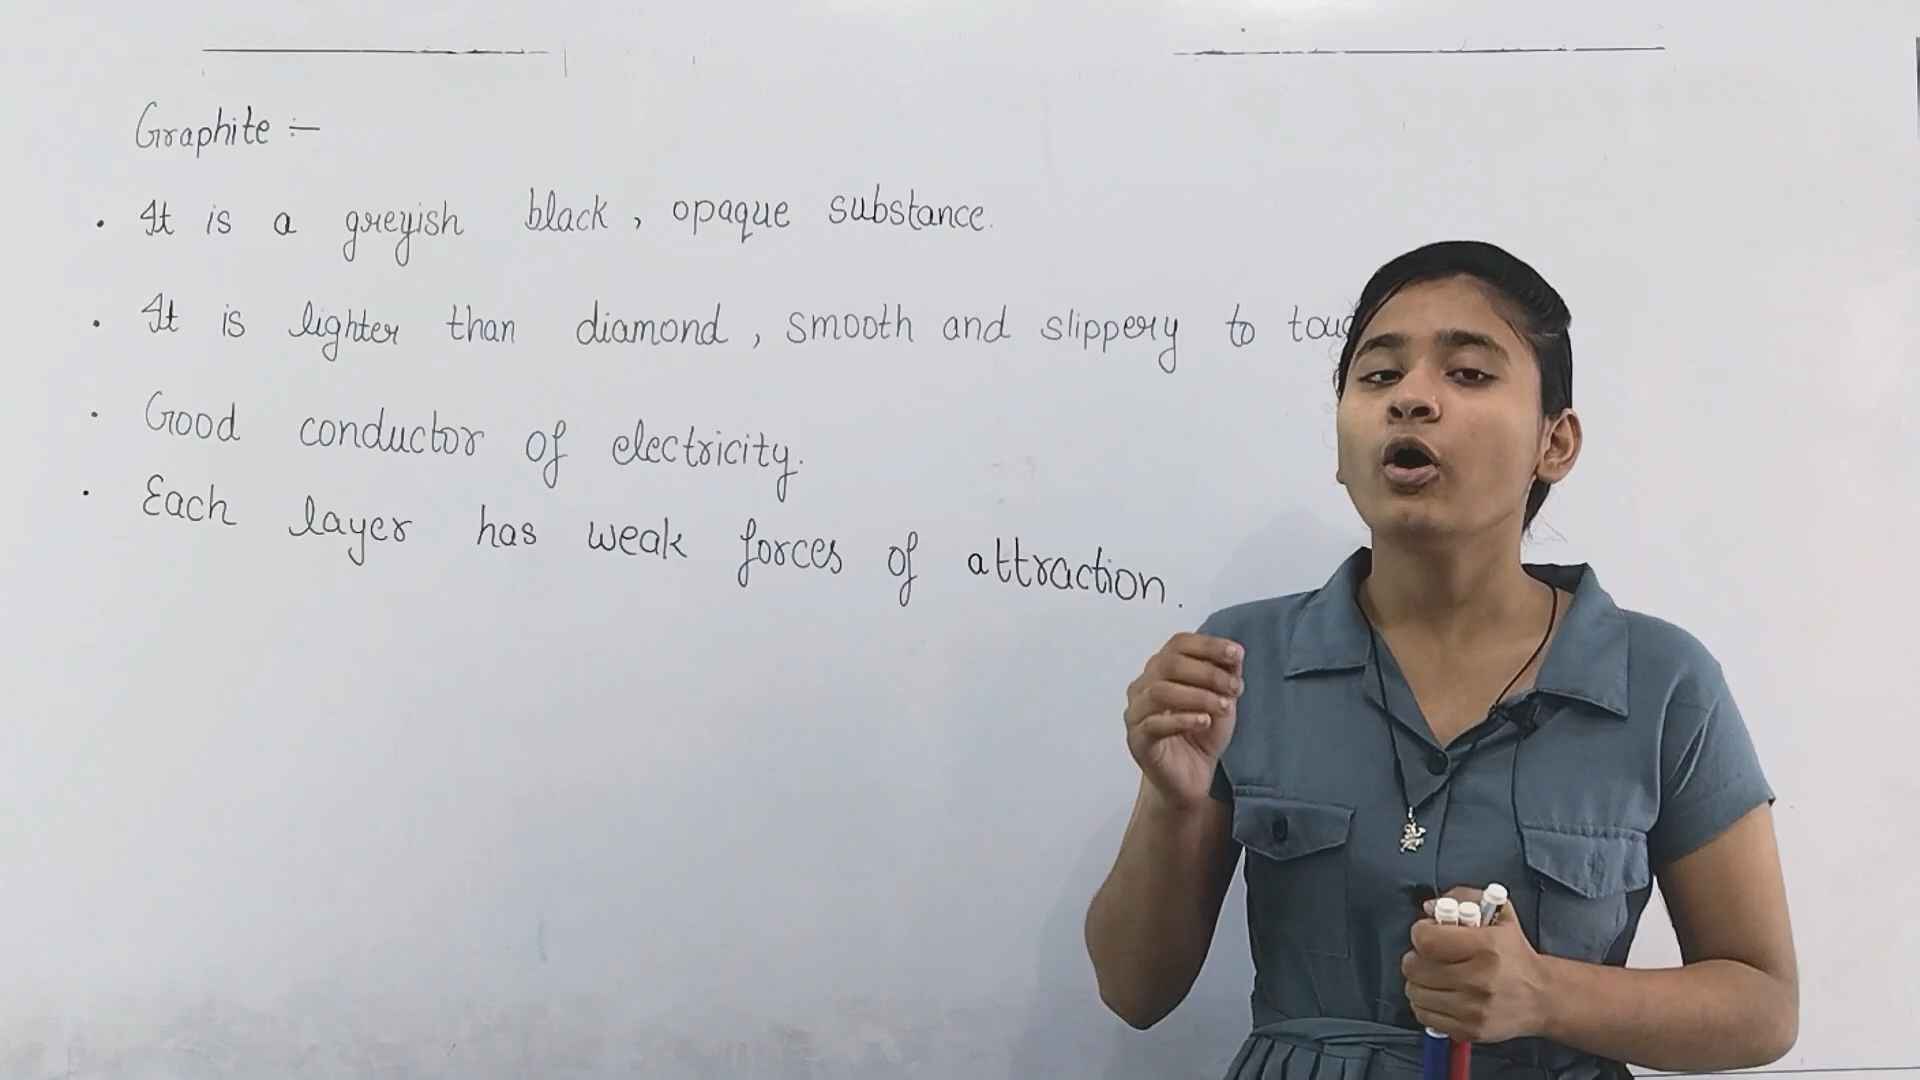 Graphite :-
. It is a greyish black, opaque substance.
. It is lighter than diamond, smooth and slippery to
. Good conductor of electricity.
. Each layer has weak forces of attraction.